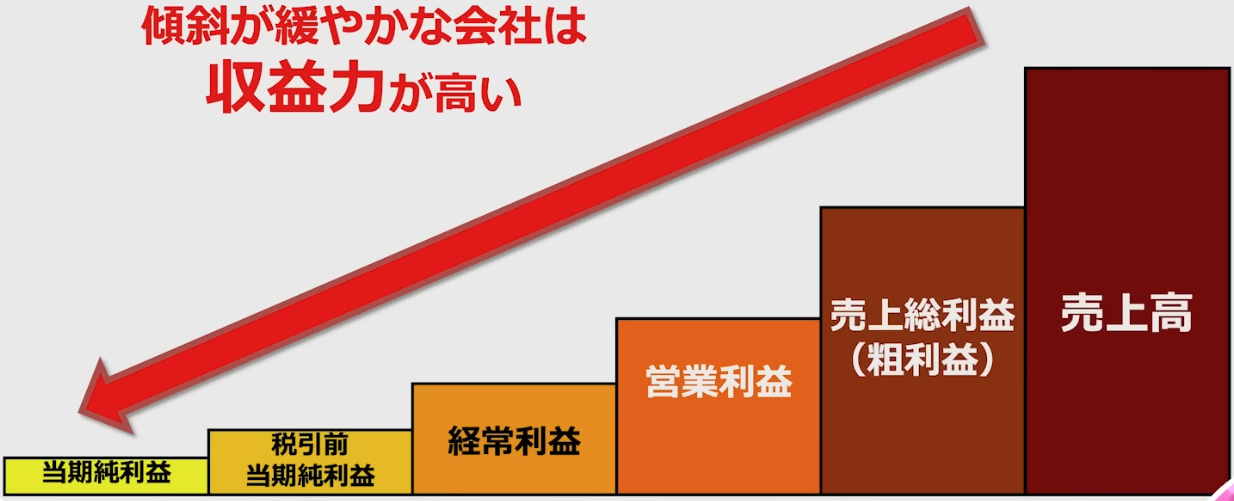 傾斜が緩やかな会社は
収益力が高い
売上高
売上総利益
（粗利益）
営業利益
経常利益
税引前
当期純利益
当期純利益